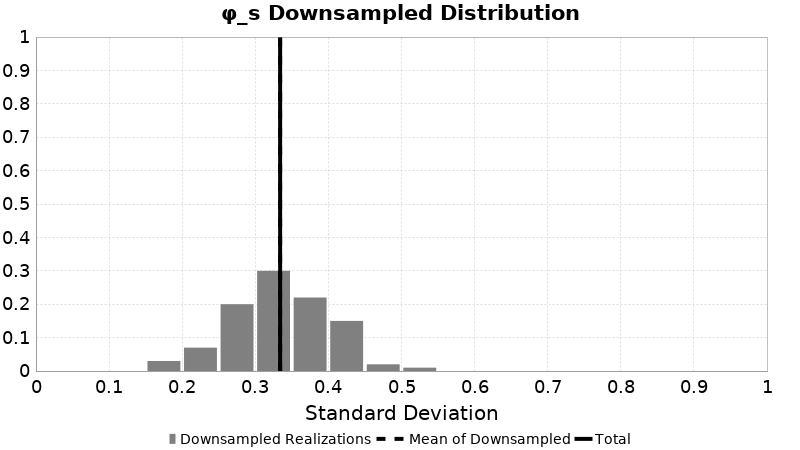 φ_s Downsampled Distribution
1
0.9
0.8
0.7
0.6
0.5
0.4
0.3
0.2
0.1
0
0 0.1 0.2 0.3 0.4 0.5 0.6 0.7 0.8 0.9 1
Standard Deviation
Downsampled Realizations Mean of Downsampled Total